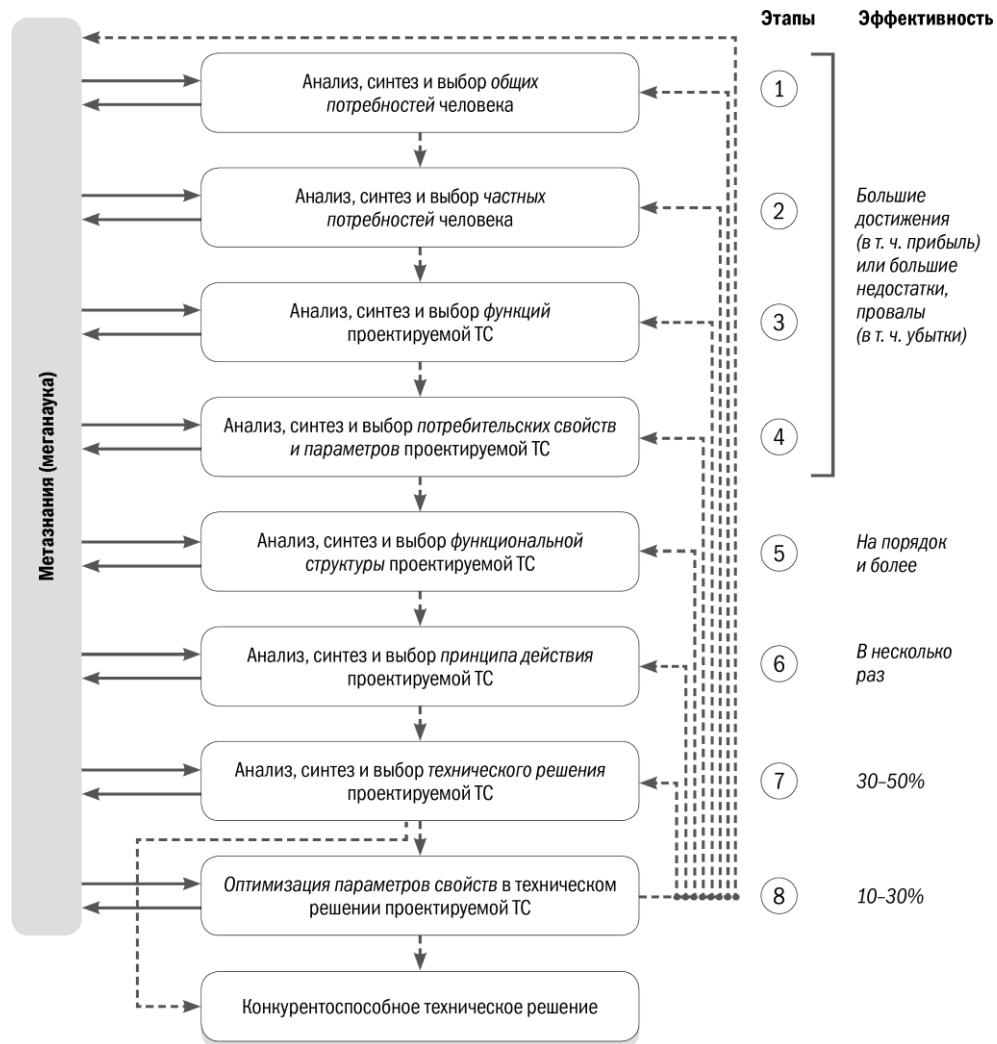 Этапы
Эффективность
Метазнания (меганаука)
Анализ, синтез и выбор общих
потребностей человека
1
Анализ, синтез и выбор частных
потребностей человека
2
Большие
достижения
(в т. ч. прибыль)
или большие
недостатки,
провалы
(в т. ч. убытки)
Анализ, синтез и выбор функций
проектируемой ТС
3
Анализ, синтез и выбор потребительских свойств
и параметров проектируемой ТС
4
Анализ, синтез и выбор функциональной
структуры проектируемой ТС
5
На порядок
и более
Анализ, синтез и выбор принципа действия
проектируемой ТС
6
В несколько
раз
Анализ, синтез и выбор технического решения
проектируемой ТС
7
30–50%
Оптимизация параметров свойств в техническом
решении проектируемой ТС
8
10–30%
Конкурентоспособное техническое решение